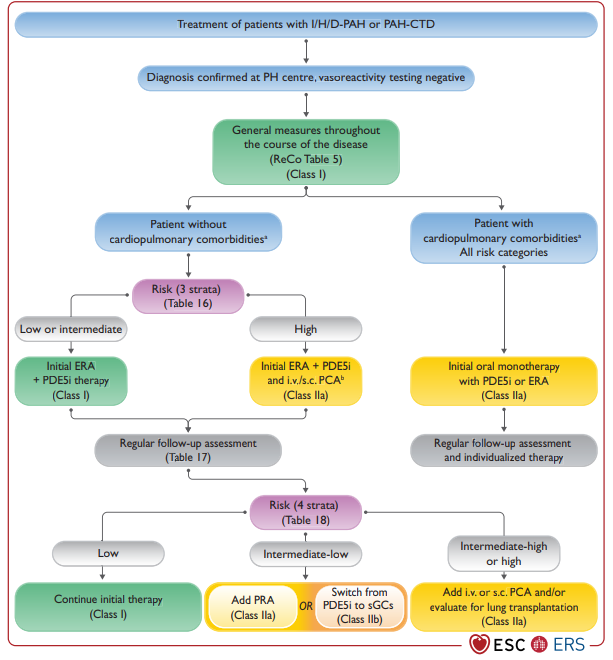 Treatment of patients with I/H/D-PAH or PAH-CTD
Diagnosis confirmed at PH centre, vasoreactivity testing negative
General measures throughout
the course of the disease
(ReCo Table 5)
(Class I)
Patient without
cardiopulmonary comorbiditiesᵃ
Patient with
cardiopulmonary comorbiditiesᵃ
All risk categories
Risk (3 strata)
(Table 16)
Low or intermediate
High
Initial ERA
+ PDE5i therapy
(Class I)
Initial ERA + PDE5i
and i.v./s.c. PCAᵇ
(Class IIa)
Initial oral monotherapy
with PDE5i or ERA
(Class IIa)
Regular follow-up assessment
(Table 17)
Regular follow-up assessment
and individualized therapy
Risk (4 strata)
(Table 18)
Low
Intermediate-low
Intermediate-high
or high
Continue initial therapy
(Class I)
Add PRA
(Class IIa)
OR
Switch from
PDE5i to sGCs
(Class IIb)
Add i.v. or s.c. PCA and/or
evaluate for lung transplantation
(Class IIa)
ESC ERS